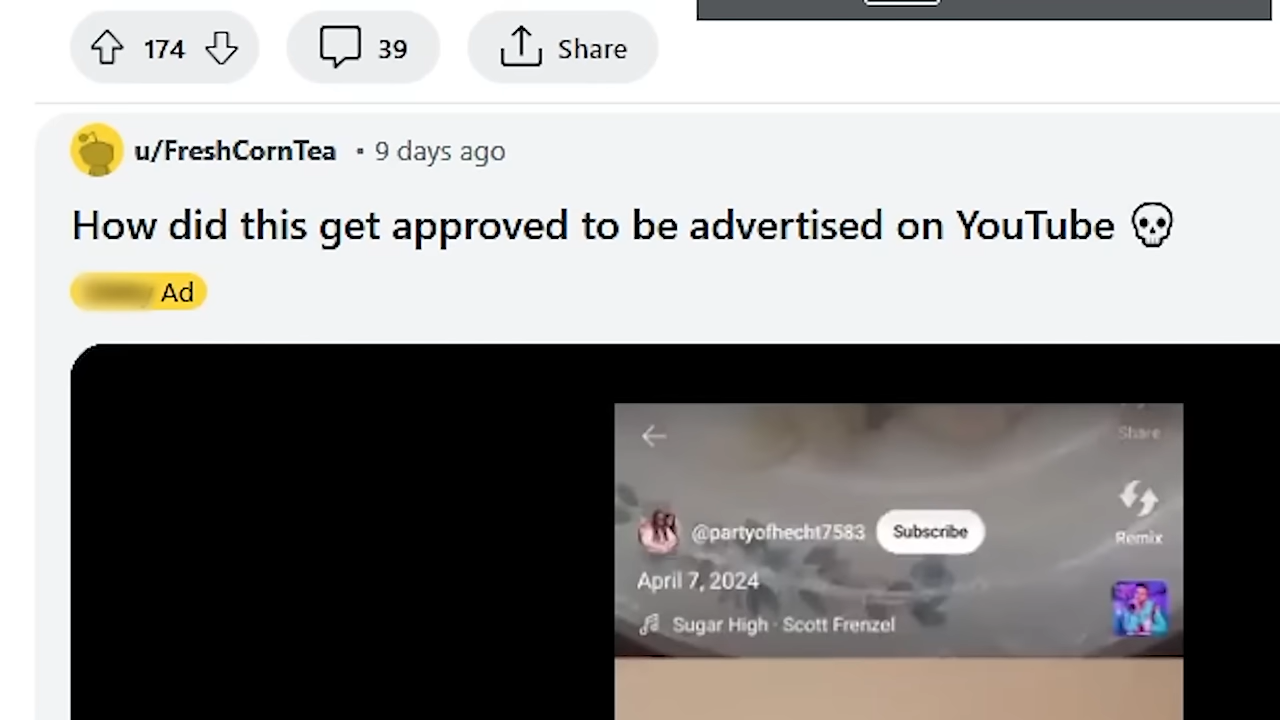 174 39 Share
u/FreshCornTea • 9 days ago
How did this get approved to be advertised on YouTube 💀
Ad
Share
@partyofhecht7583 Subscribe
Remix
April 7, 2024
Sugar High · Scott Frenzel